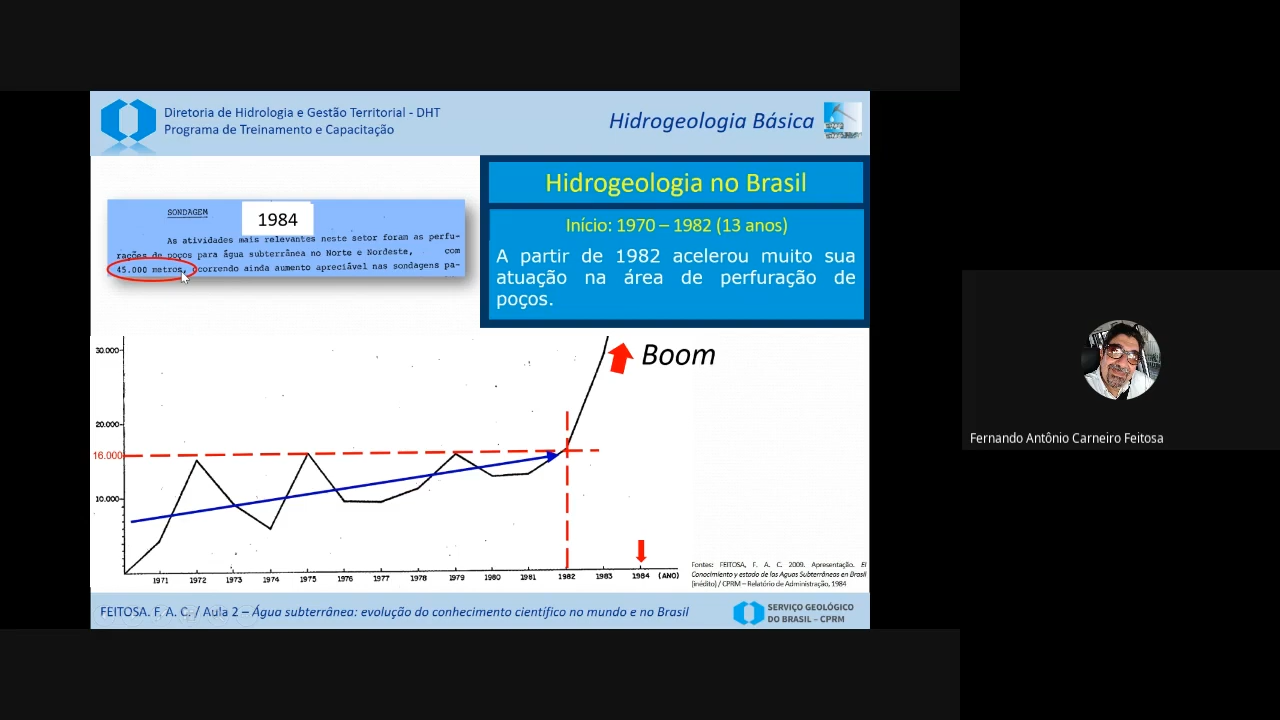 Diretoria de Hidrologia e Gestão Territorial - DHT
Programa de Treinamento e Capacitação
Hidrogeologia Básica
SONDAGEM
1984
As atividades mais relevantes neste setor foram as perfu-
rações de poços para água subterrânea no Norte e Nordeste, com
45.000 metros, ocorrendo ainda aumento apreciável nas sondagens pa-
Hidrogeologia no Brasil
Início: 1970 – 1982 (13 anos)
A partir de 1982 acelerou muito sua
atuação na área de perfuração de
poços.
30.000
Boom
20.000
16.000
10.000
1971 1972 1973 1974 1975 1976 1977 1978 1979 1980 1981 1982 1983 1984 (ANO)
Fontes: FEITOSA, F. A. C. 2009. Apresentação. El
Conocimiento y estado de las Aguas Subterráneas en Brasil
(inédito) / CPRM – Relatório de Administração, 1984
FEITOSA. F. A. C. / Aula 2 – Água subterrânea: evolução do conhecimento científico no mundo e no Brasil
SERVIÇO GEOLÓGICO
DO BRASIL – CPRM
Fernando Antônio Carneiro Feitosa